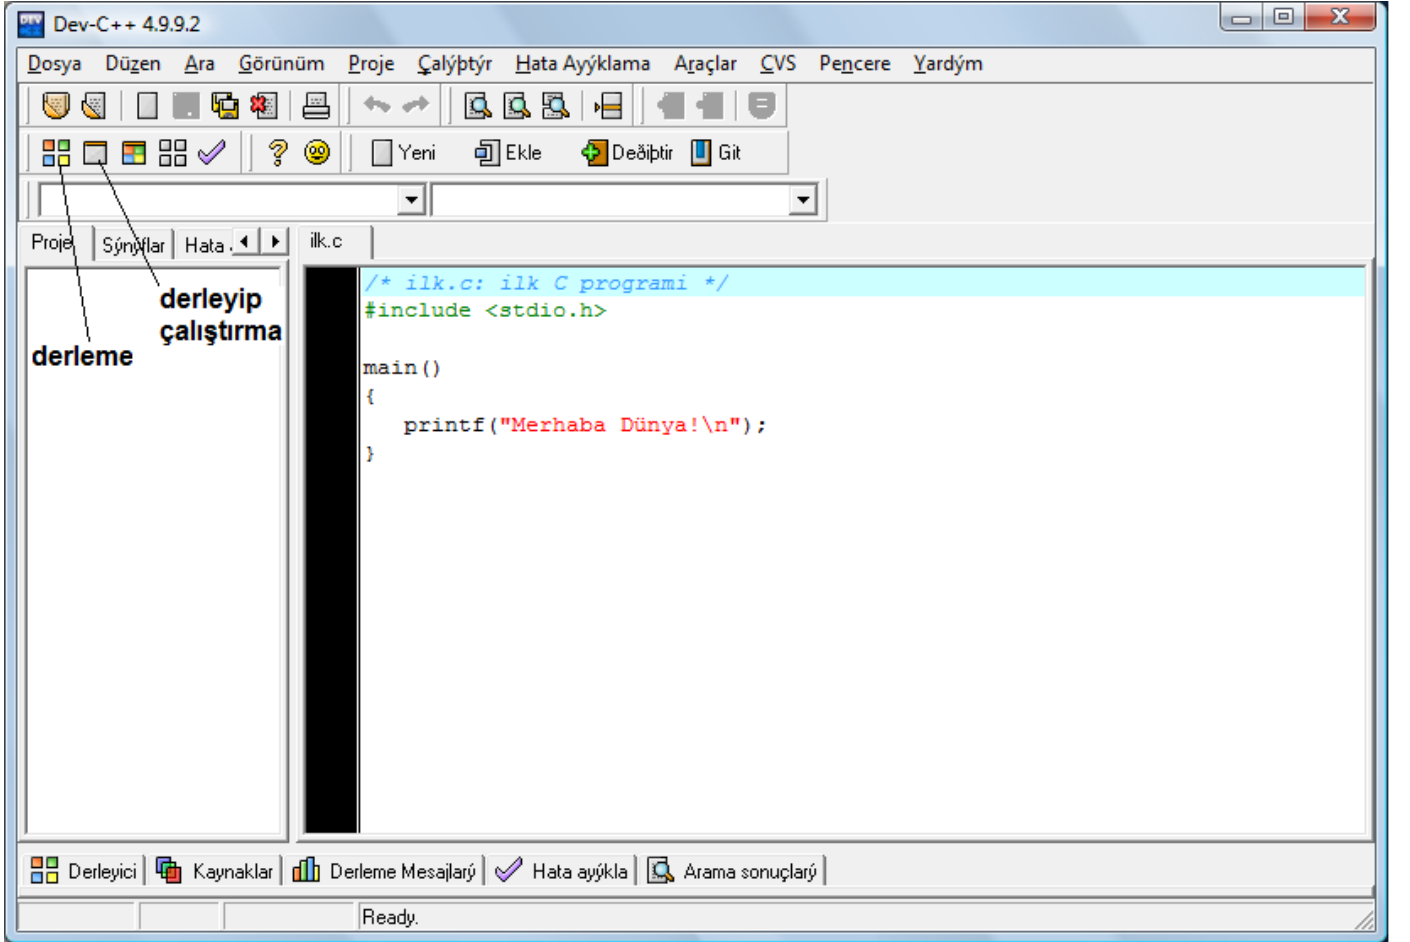 Dev-C++ 4.9.9.2
Dosya Düzen Ara Görünüm Proje Çalýþtýr Hata Ayýklama Araçlar CVS Pencere Yardým
Yeni Ekle Deðiþtir Git
Proje Sýnýflar Hata ilk.c
/* ilk.c: ilk C programi */
#include <stdio.h>
main()
{
printf("Merhaba Dünya!\n");
}
derleyip
çalıştırma
derleme
Derleyici Kaynaklar Derleme Mesajlarý Hata ayýkla Arama sonuçlarý
Ready.